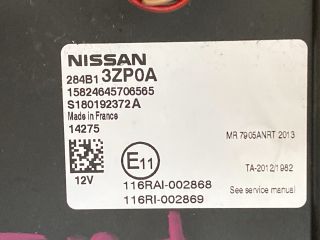 NISSAN
284B1 3ZP0A
15824645706565
S180192372A
Made in France
14275
MR 7905ANRT 2013
E11
TA-2012/1982
12V
116RAI-002868
See service manual
116RI-002869